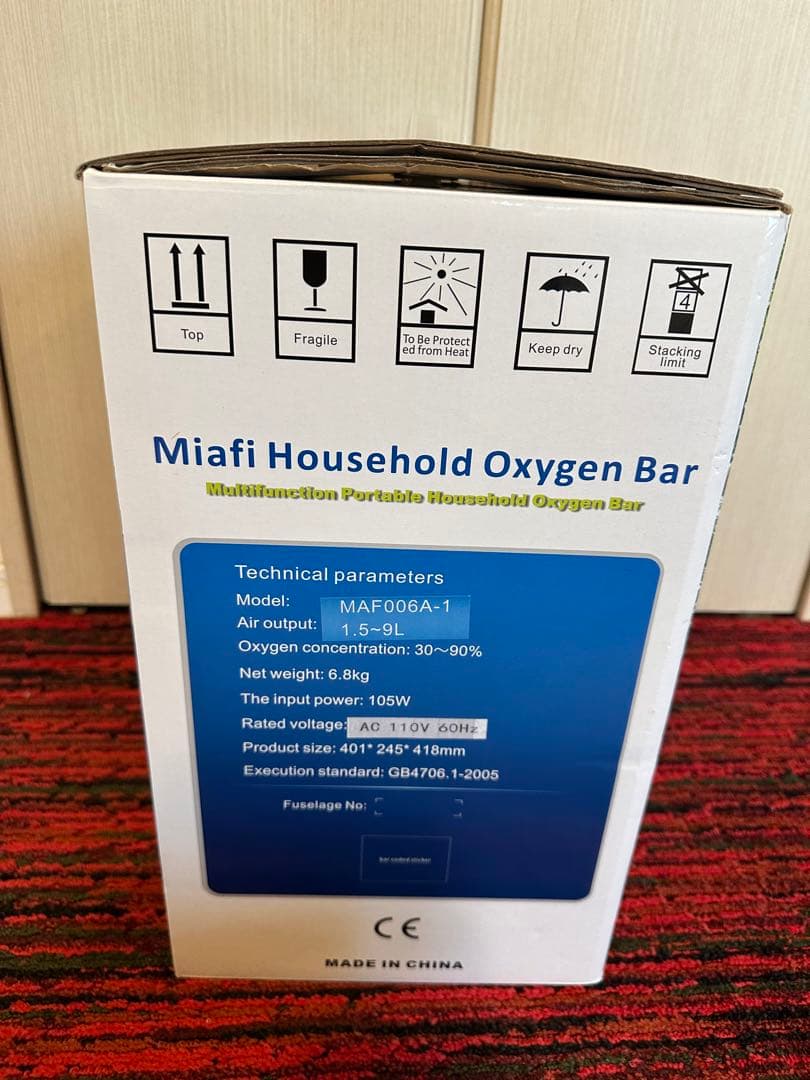 Top
Fragile
To Be Protect
ed from Heat
Keep dry
4
Stacking
limit
Miafi Household Oxygen Bar
Multifunction Portable Household Oxygen Bar
Technical parameters
Model: MAF006A-1
Air output: 1.5~9L
Oxygen concentration: 30～90%
Net weight: 6.8kg
The input power: 105W
Rated voltage: AC 110V 60Hz
Product size: 401* 245* 418mm
Execution standard: GB4706.1-2005
Fuselage No:
bar coded sticker
CE
MADE IN CHINA